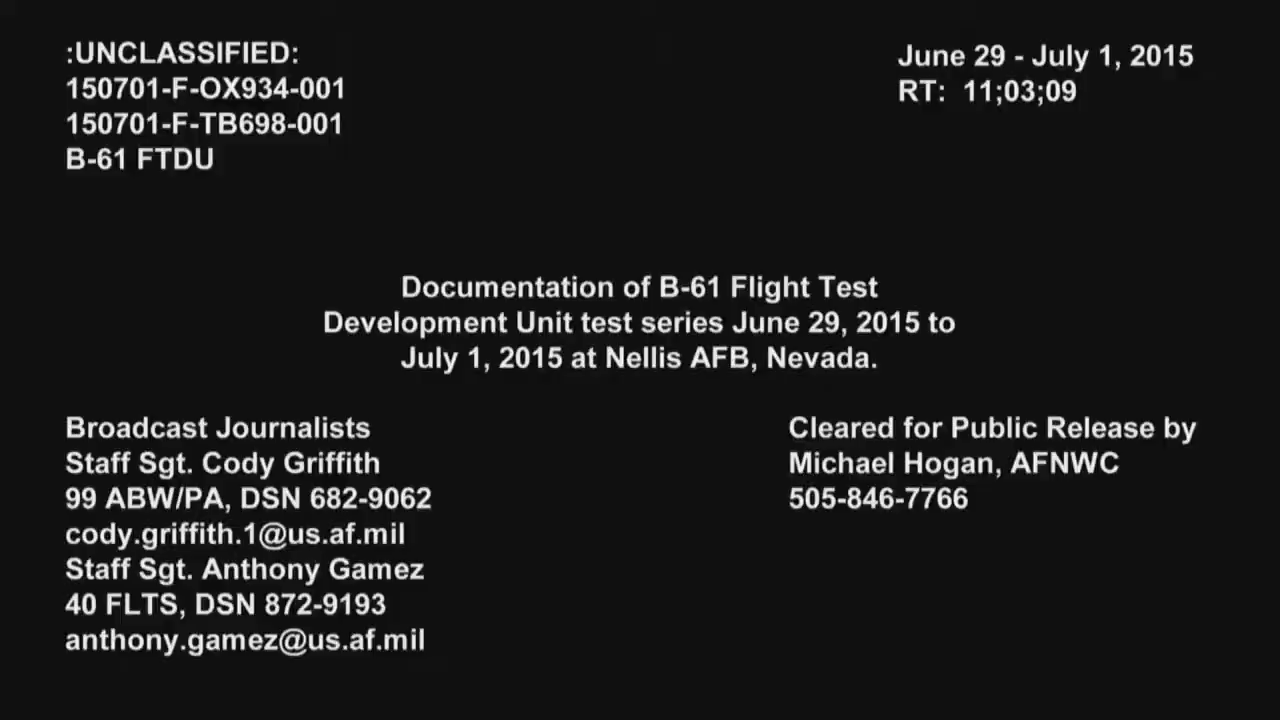 :UNCLASSIFIED:
150701-F-OX934-001
150701-F-TB698-001
B-61 FTDU
June 29 - July 1, 2015
RT: 11;03;09
Documentation of B-61 Flight Test
Development Unit test series June 29, 2015 to
July 1, 2015 at Nellis AFB, Nevada.
Broadcast Journalists
Staff Sgt. Cody Griffith
99 ABW/PA, DSN 682-9062
cody.griffith.1@us.af.mil
Staff Sgt. Anthony Gamez
40 FLTS, DSN 872-9193
anthony.gamez@us.af.mil
Cleared for Public Release by
Michael Hogan, AFNWC
505-846-7766